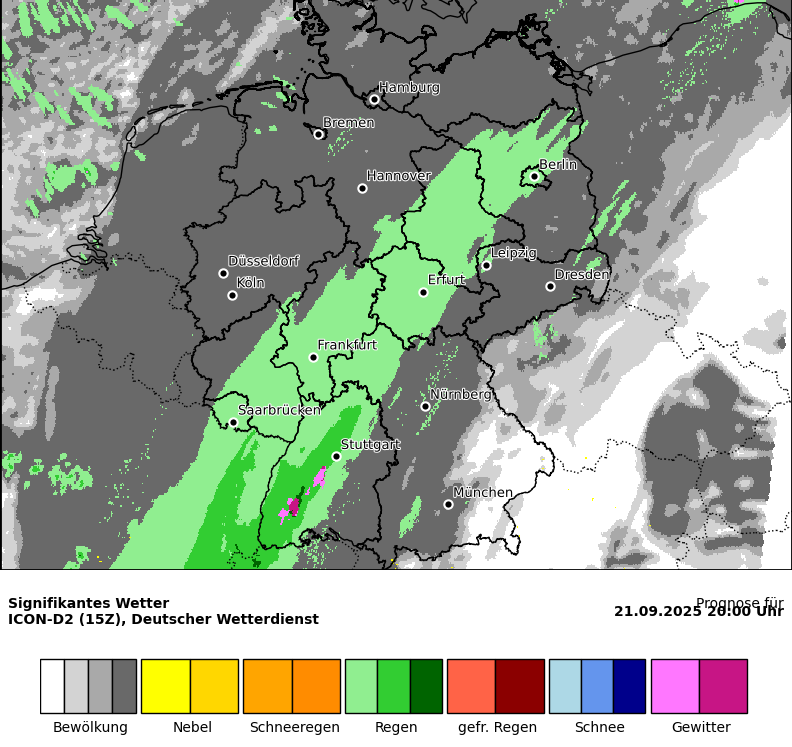 Hamburg
Bremen
Berlin
Hannover
Leipzig
Düsseldorf
Dresden
Köln
Erfurt
Frankfurt
Nürnberg
Saarbrücken
Stuttgart
München
Signifikantes Wetter
Prognose für
ICON-D2 (15Z), Deutscher Wetterdienst
21.09.2025 20:00 Uhr
Bewölkung Nebel Schneeregen Regen gefr. Regen Schnee Gewitter